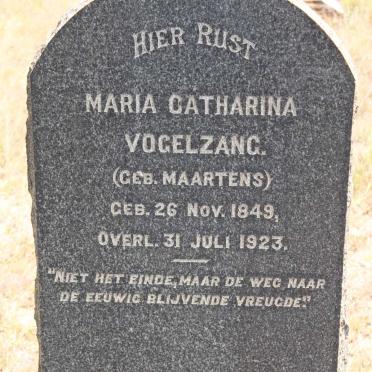 HIER RUST
MARIA CATHARINA
VOGELZANG.
(GEB. MAARTENS)
GEB. 26 NOV. 1849,
OVERL. 31 JULI 1923.
"NIET HET EINDE, MAAR DE WEG NAAR
DE EEUWIG BLIJVENDE VREUGDE."